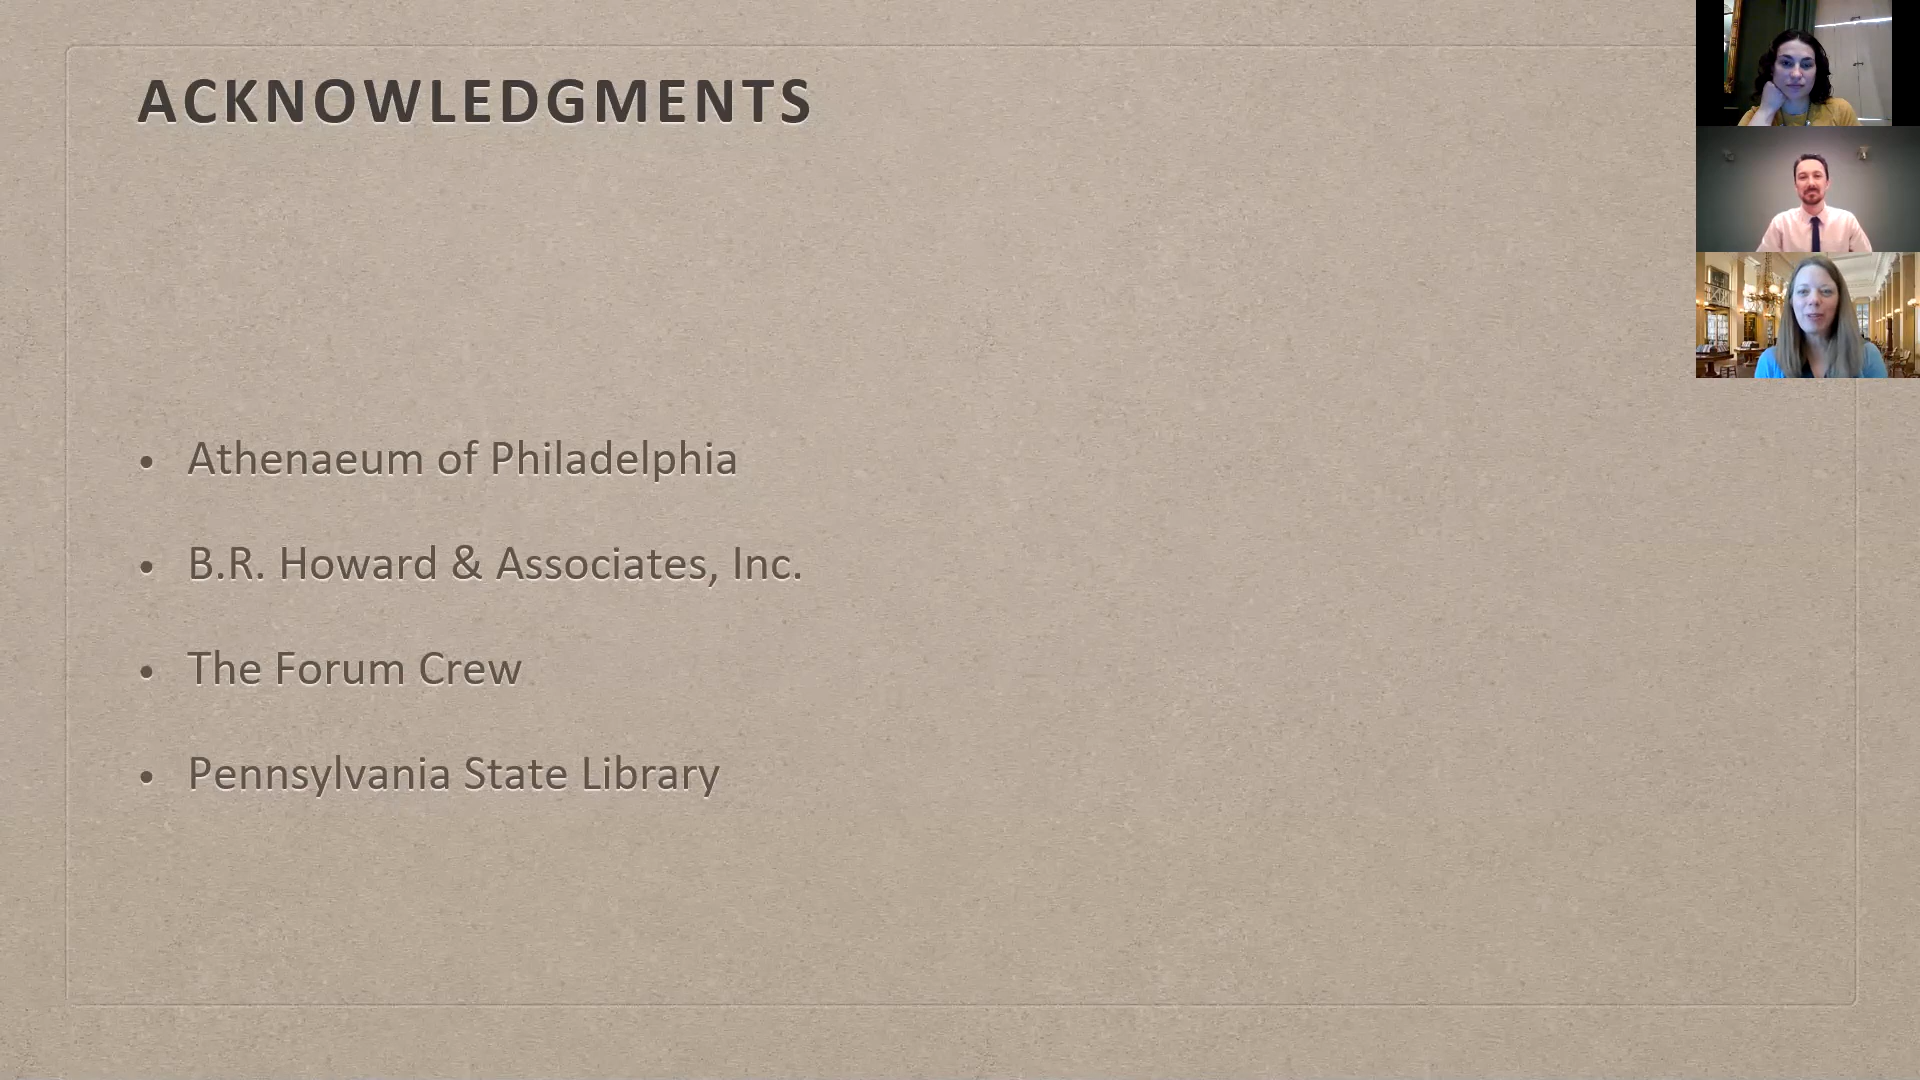 ACKNOWLEDGMENTS
• Athenaeum of Philadelphia
• B.R. Howard & Associates, Inc.
• The Forum Crew
• Pennsylvania State Library